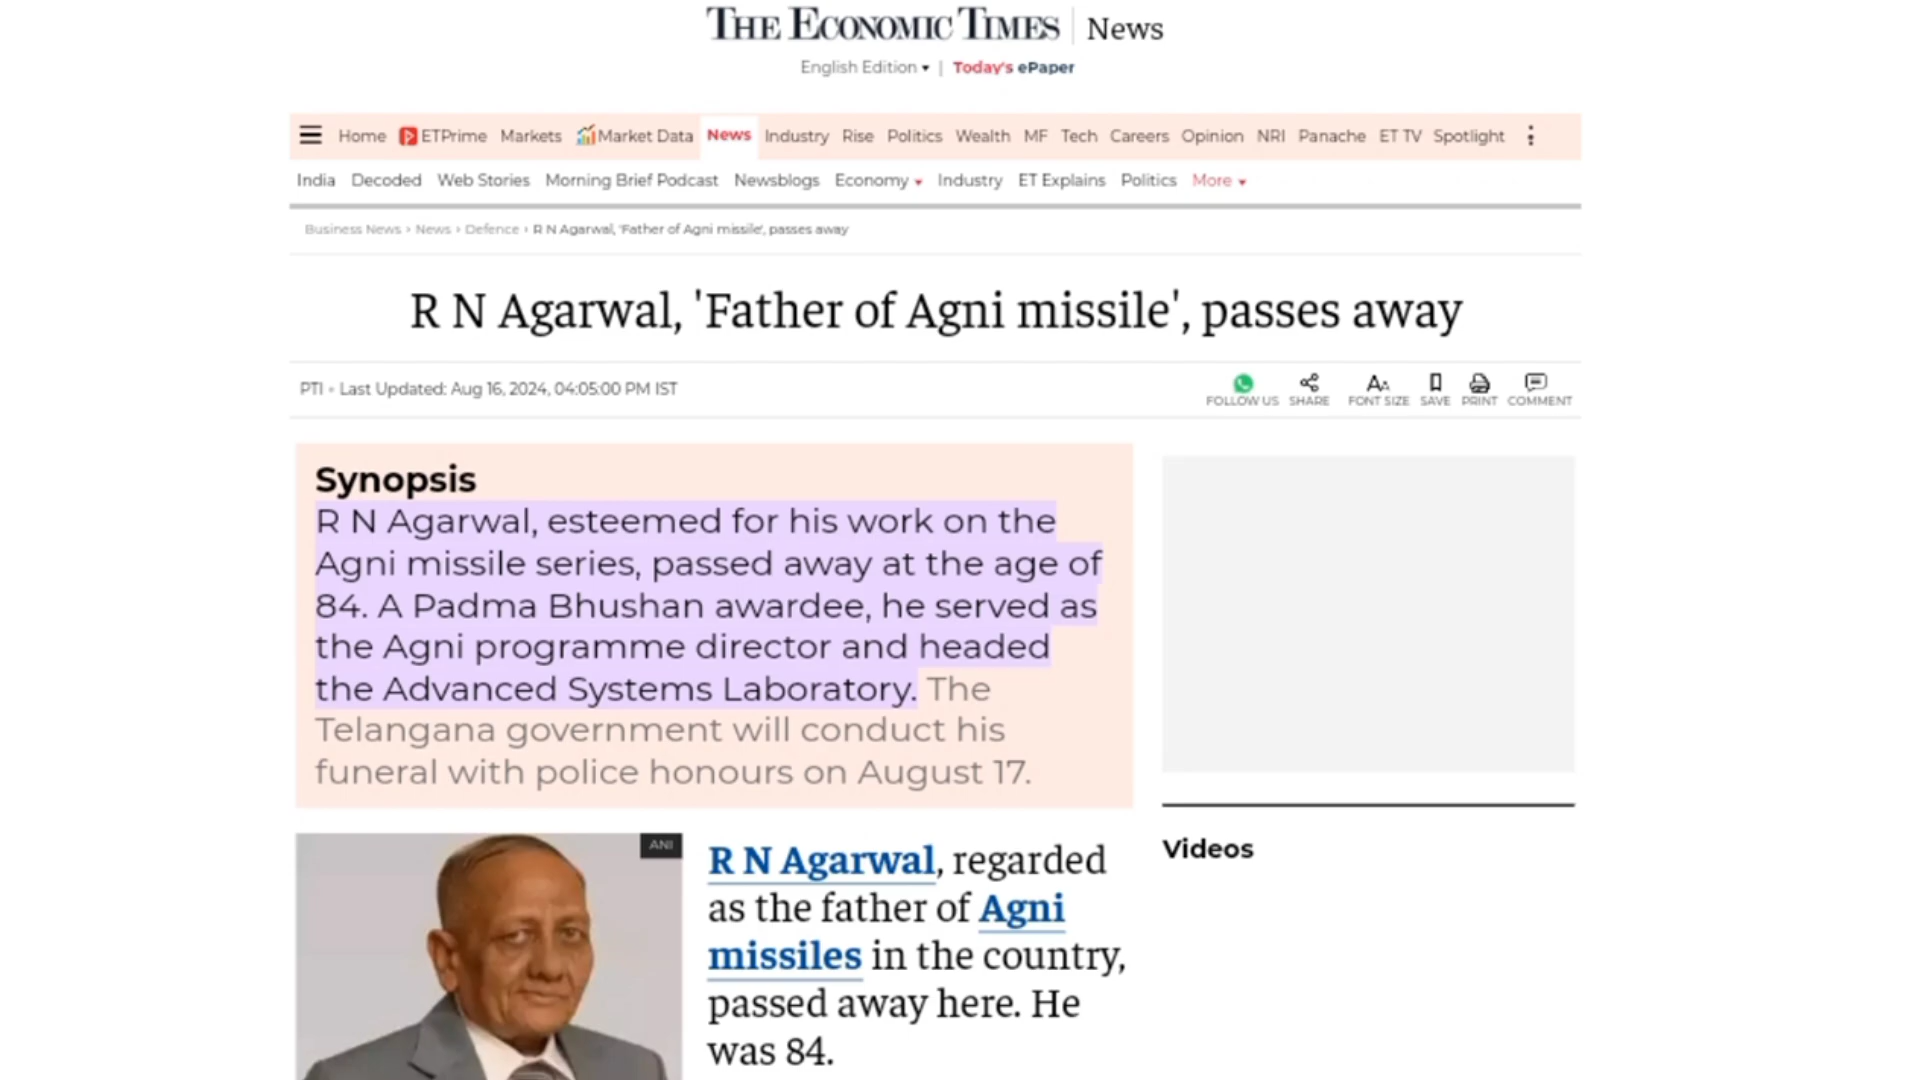 THE ECONOMIC TIMES | News
English Edition ▾ | Today's ePaper
Home ETPrime Markets Market Data News Industry Rise Politics Wealth MF Tech Careers Opinion NRI Panache ET TV Spotlight
India Decoded Web Stories Morning Brief Podcast Newsblogs Economy ▾ Industry ET Explains Politics More ▾
Business News › News › Defence › R N Agarwal, 'Father of Agni missile', passes away
R N Agarwal, 'Father of Agni missile', passes away
PTI • Last Updated: Aug 16, 2024, 04:05:00 PM IST
FOLLOW US SHARE FONT SIZE SAVE PRINT COMMENT
Synopsis
R N Agarwal, esteemed for his work on the
Agni missile series, passed away at the age of
84. A Padma Bhushan awardee, he served as
the Agni programme director and headed
the Advanced Systems Laboratory. The
Telangana government will conduct his
funeral with police honours on August 17.
ANI
R N Agarwal, regarded
as the father of Agni
missiles in the country,
passed away here. He
was 84.
Videos